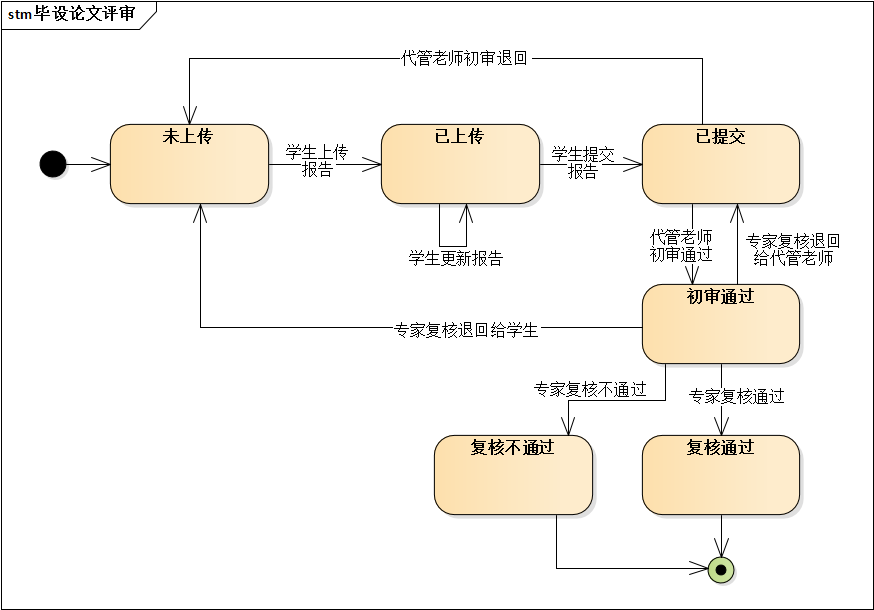 stm毕设论文评审
代管老师初审退回
未上传
已上传
已提交
学生上传
报告
学生提交
报告
学生更新报告
代管老师
初审通过
专家复核退回
给代管老师
初审通过
专家复核退回给学生
专家复核不通过
专家复核通过
复核不通过
复核通过